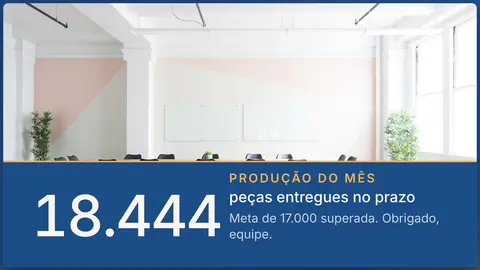 PRODUÇÃO DO MÊS
18.444
peças entregues no prazo
Meta de 17.000 superada. Obrigado,
equipe.